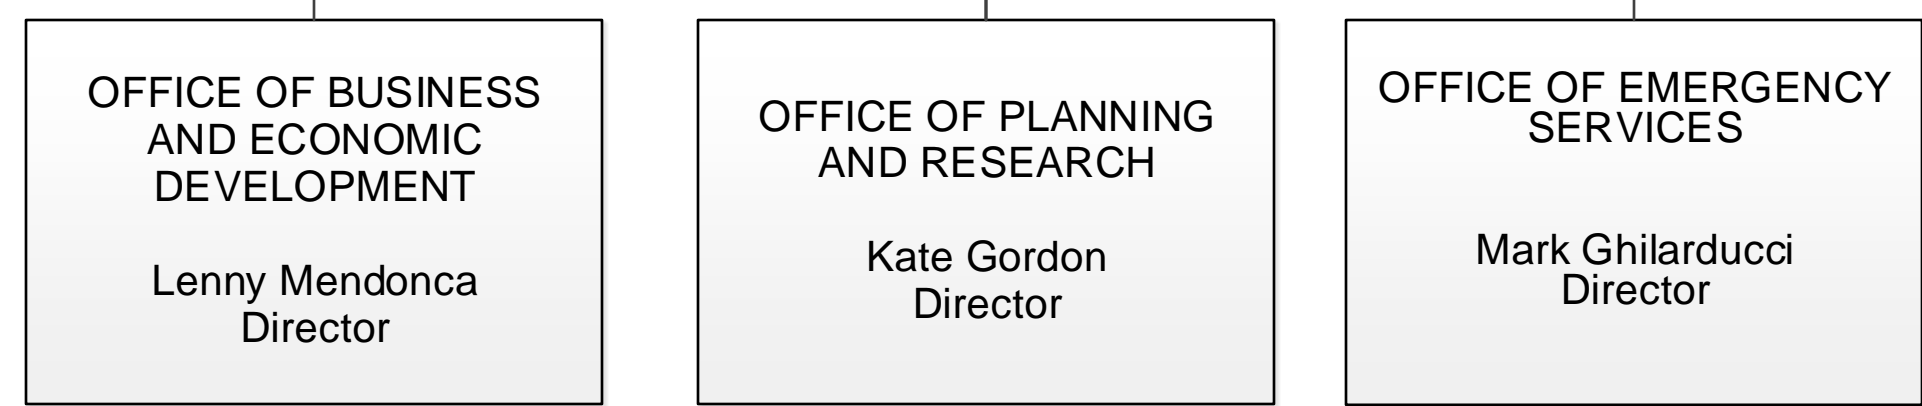 OFFICE OF BUSINESS
AND ECONOMIC
DEVELOPMENT
Lenny Mendonca
Director
OFFICE OF PLANNING
AND RESEARCH
Kate Gordon
Director
OFFICE OF EMERGENCY
SERVICES
Mark Ghilarducci
Director